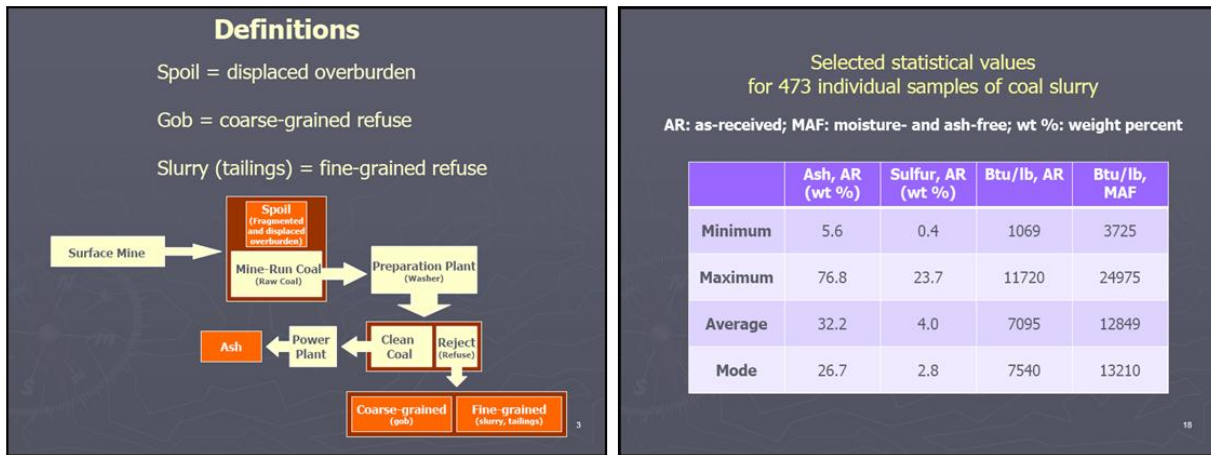 Definitions
Spoil = displaced overburden
Gob = coarse-grained refuse
Slurry (tailings) = fine-grained refuse
Spoil
(Fragmented
and displaced
overburden)
Surface Mine
Mine-Run Coal
(Raw Coal)
Preparation Plant
(Washer)
Ash
Power
Plant
Clean
Coal
Reject
(Refuse)
Coarse-grained
(gob)
Fine-grained
(slurry, tailings)
3
Selected statistical values
for 473 individual samples of coal slurry
AR: as-received; MAF: moisture- and ash-free; wt %: weight percent
Ash, AR (wt %) Sulfur, AR (wt %) Btu/lb, AR Btu/lb, MAF
Minimum 5.6 0.4 1069 3725
Maximum 76.8 23.7 11720 24975
Average 32.2 4.0 7095 12849
Mode 26.7 2.8 7540 13210
18